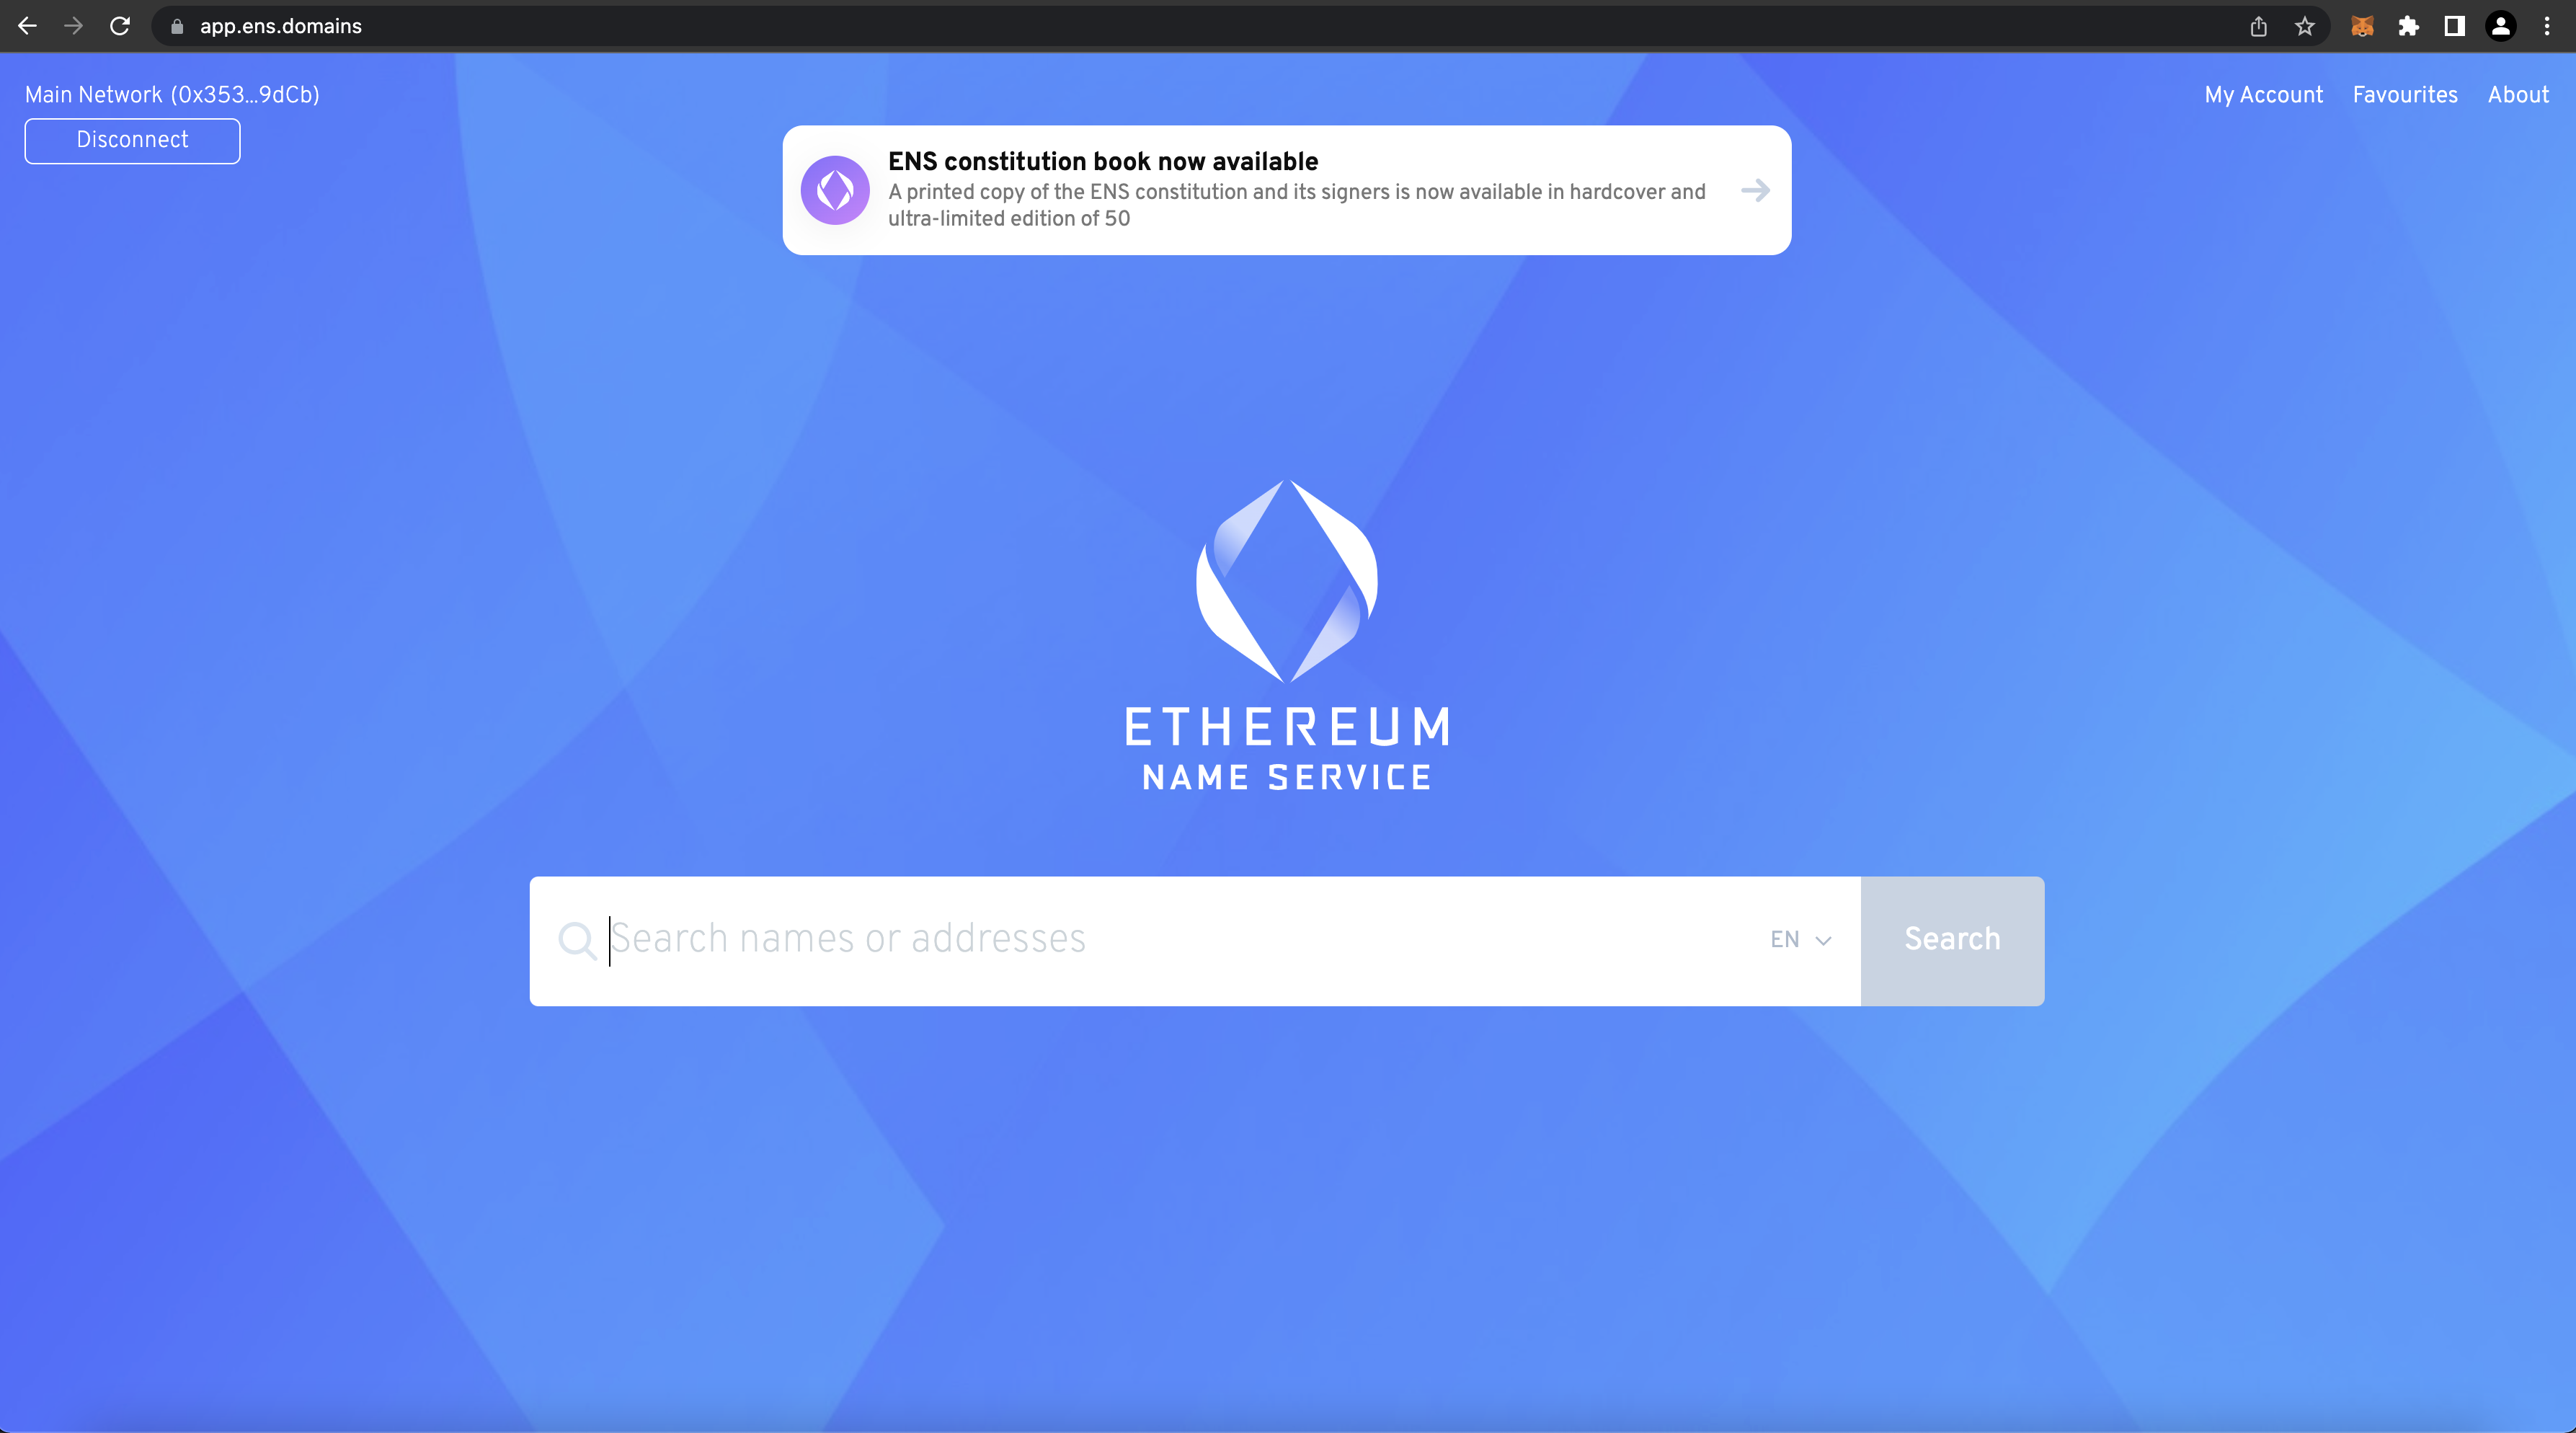 app.ens.domains
Main Network (0x353...9dCb)
Disconnect
My Account Favourites About
ENS constitution book now available
A printed copy of the ENS constitution and its signers is now available in hardcover and
ultra-limited edition of 50
ETHEREUM
NAME SERVICE
Search names or addresses
EN
Search